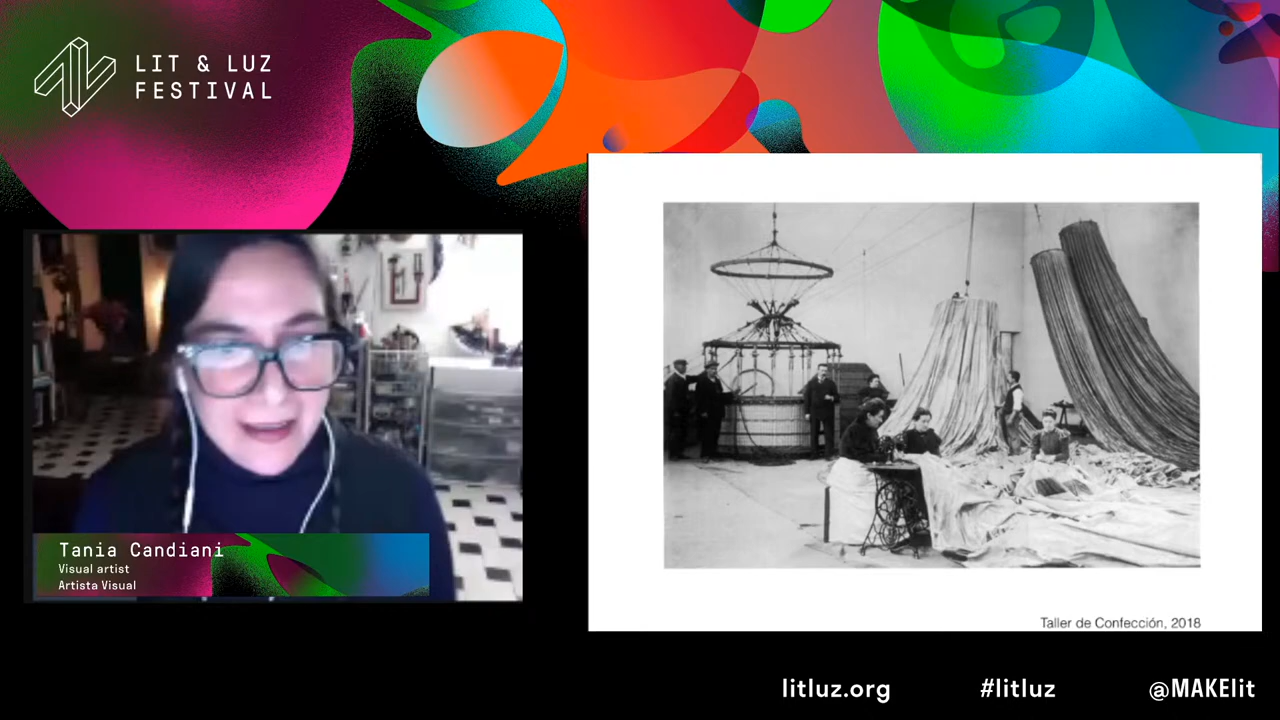 LIT & LUZ
FESTIVAL
Tania Candiani
Visual artist
Artista Visual
Taller de Confección, 2018
litluz.org
#litluz
@MAKElit